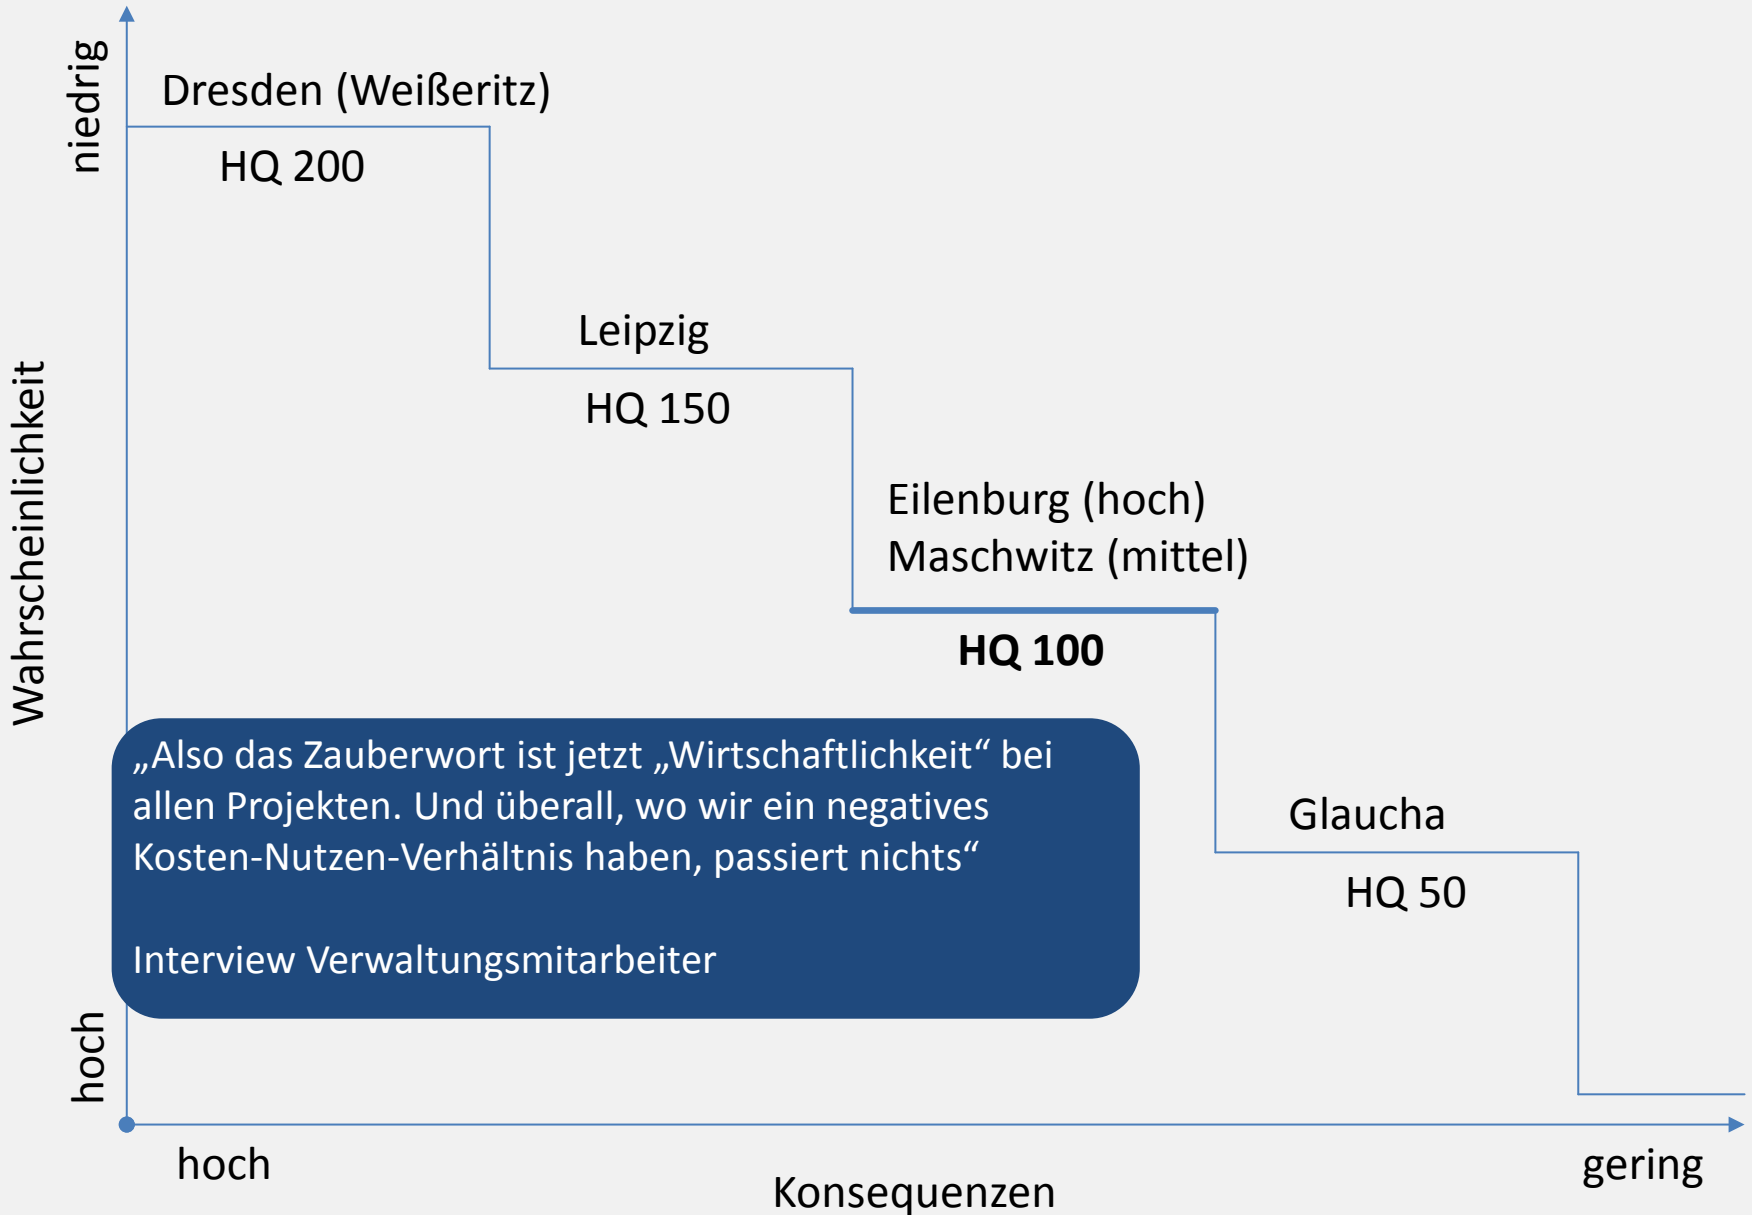 niedrig
Dresden (Weißeritz)
HQ 200
Leipzig
HQ 150
Wahrscheinlichkeit
Eilenburg (hoch)
Maschwitz (mittel)
HQ 100
„Also das Zauberwort ist jetzt „Wirtschaftlichkeit“ bei
allen Projekten. Und überall, wo wir ein negatives
Kosten-Nutzen-Verhältnis haben, passiert nichts“
Interview Verwaltungsmitarbeiter
Glaucha
HQ 50
hoch
hoch
gering
Konsequenzen